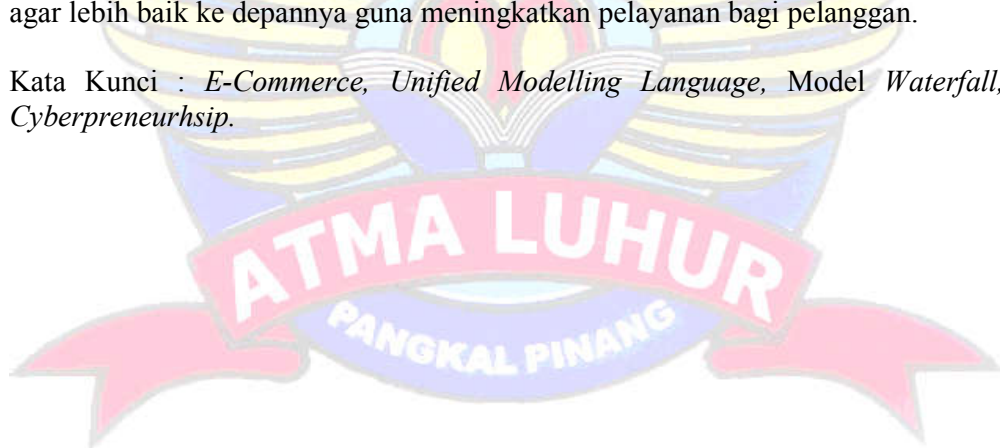 agar lebih baik ke depannya guna meningkatkan pelayanan bagi pelanggan.
Kata Kunci : E-Commerce, Unified Modelling Language, Model Waterfall,
Cyberpreneurhsip.
ATMA LUHUR
PANGKAL PINANG